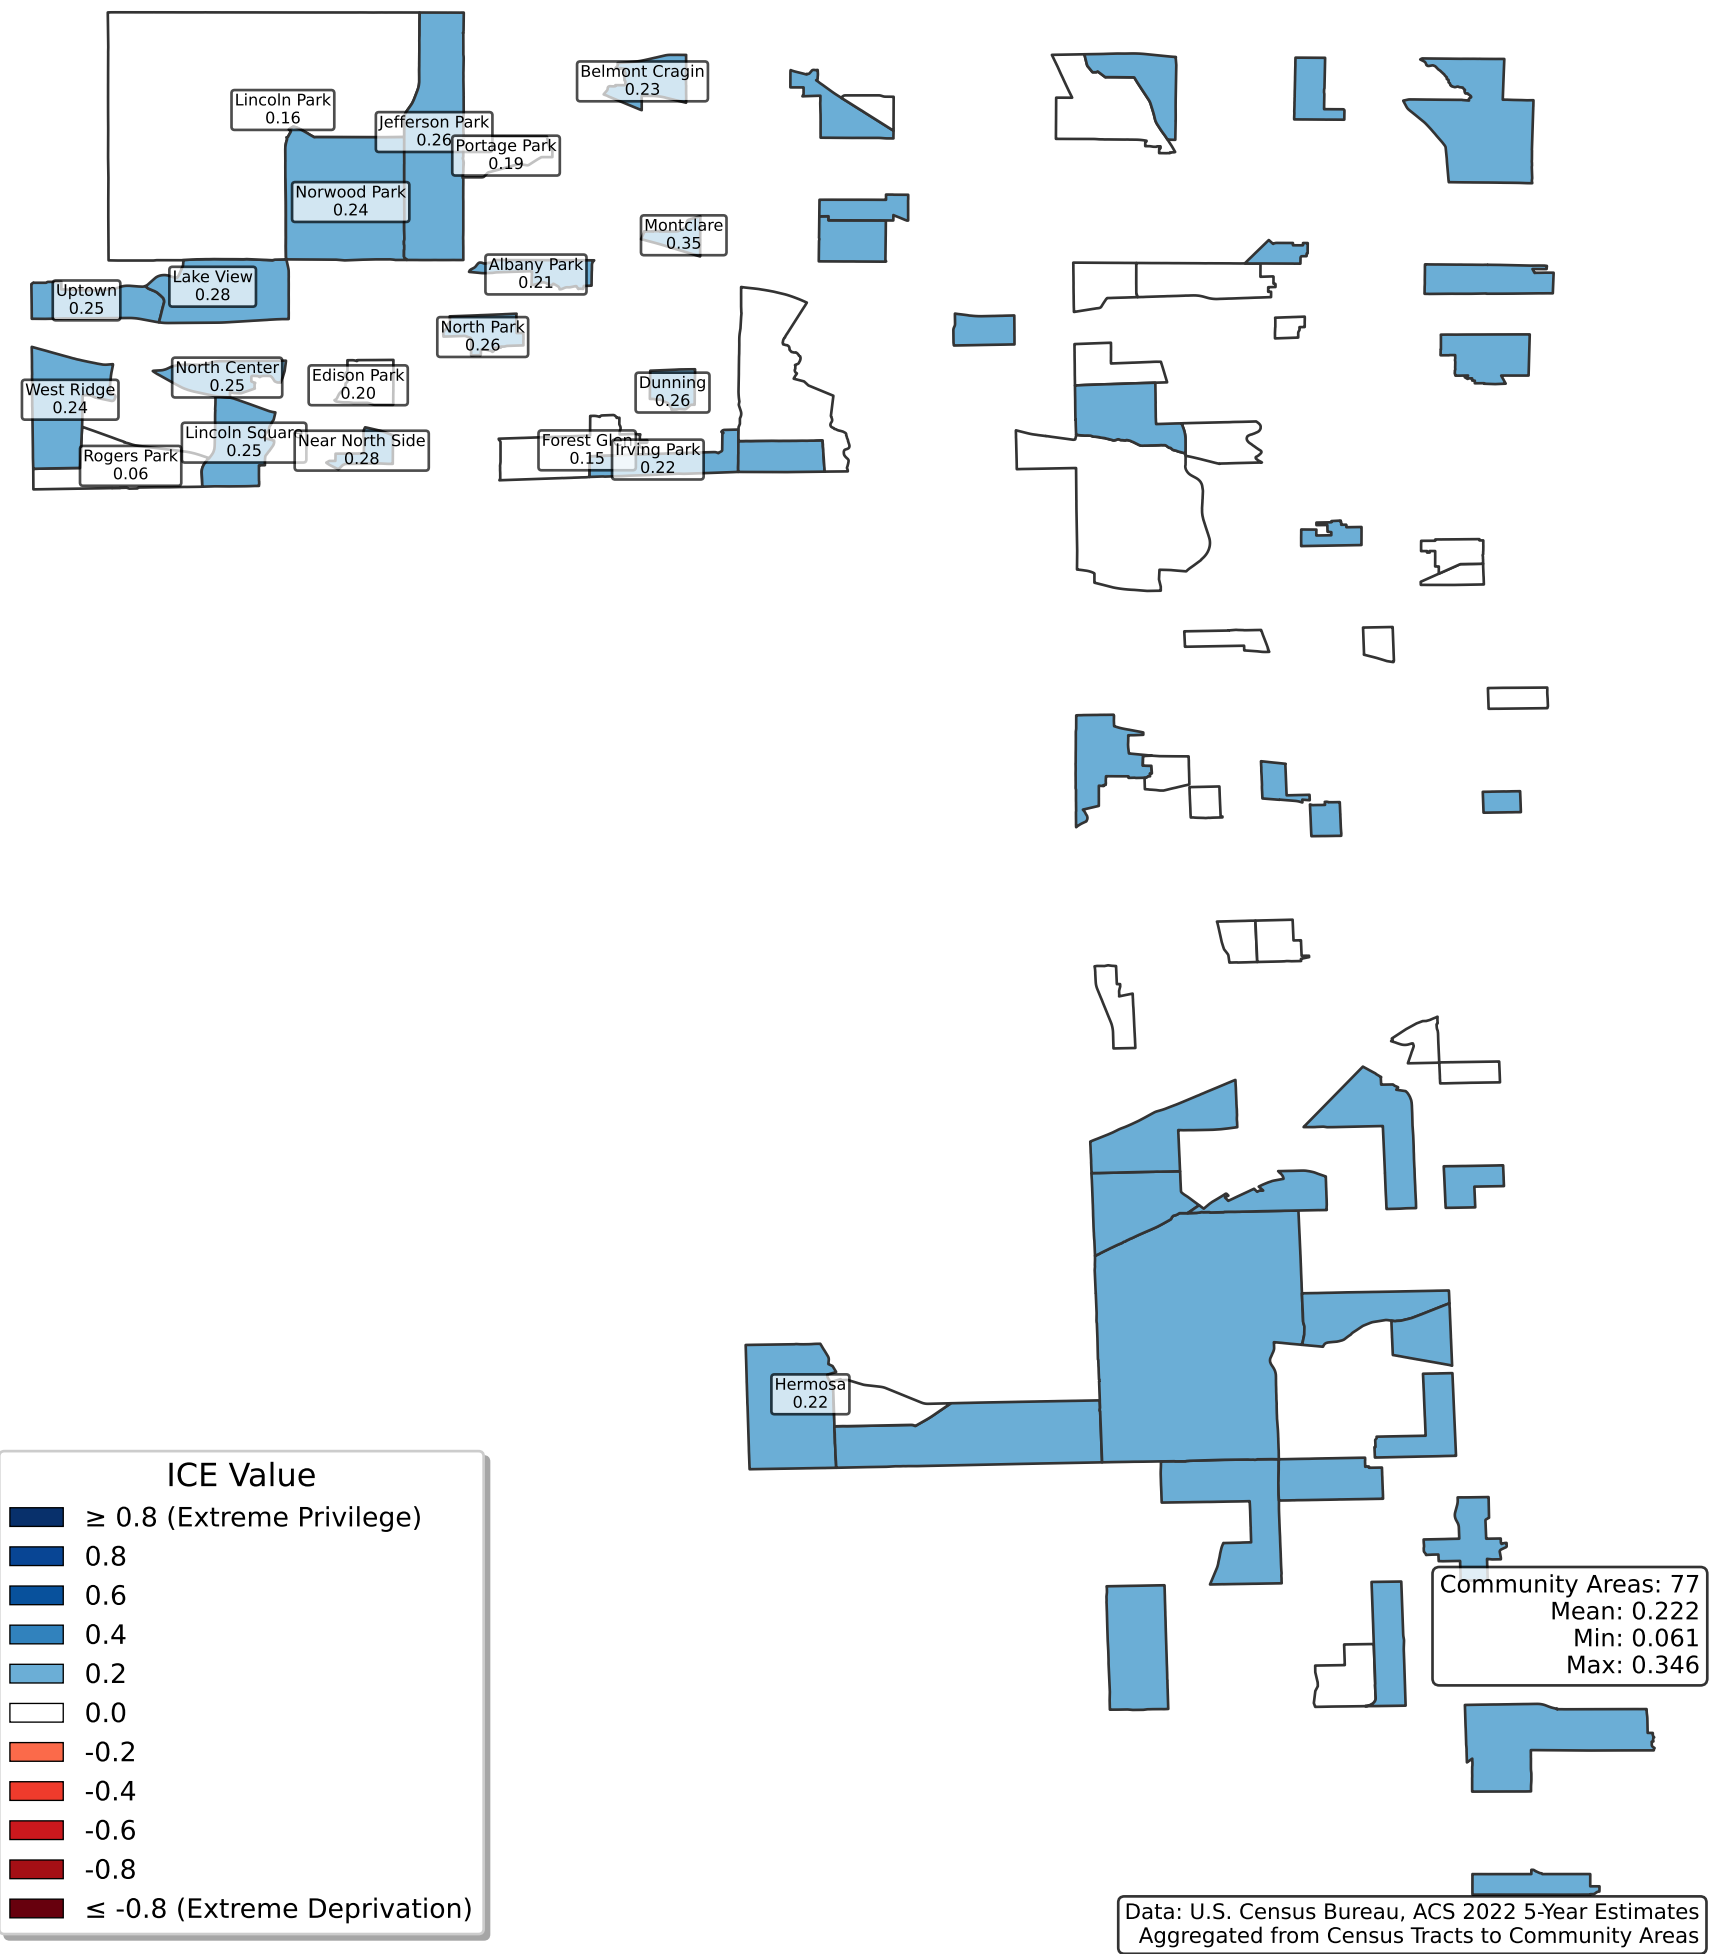 Belmont Cragin
0.23
Lincoln Park
0.16
Jefferson Park
0.26
Portage Park
0.19
Norwood Park
0.24
Montclare
0.35
Albany Park
0.21
Lake View
0.28
Uptown
0.25
North Park
0.26
North Center
0.25
Edison Park
0.20
Dunning
0.26
West Ridge
0.24
Lincoln Square
0.25
Near North Side
0.28
Forest Glen
0.15
Irving Park
0.22
Rogers Park
0.06
Hermosa
0.22
ICE Value
≥ 0.8 (Extreme Privilege)
0.8
0.6
0.4
0.2
0.0
-0.2
-0.4
-0.6
-0.8
≤ -0.8 (Extreme Deprivation)
Community Areas: 77
Mean: 0.222
Min: 0.061
Max: 0.346
Data: U.S. Census Bureau, ACS 2022 5-Year Estimates
Aggregated from Census Tracts to Community Areas